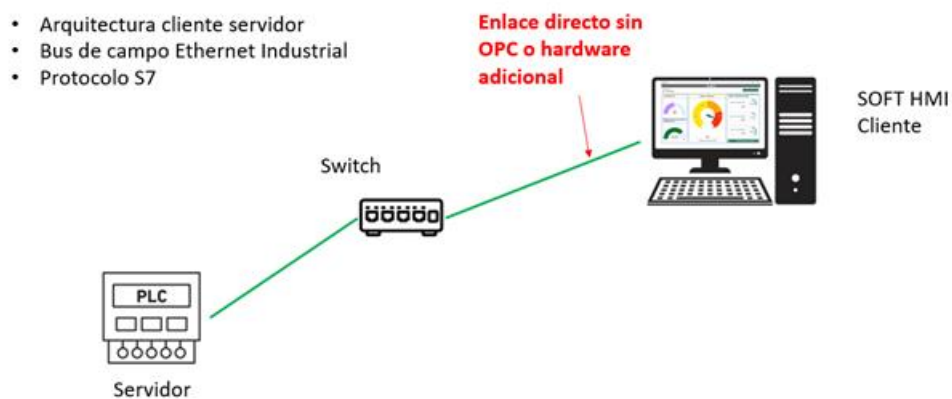 • Arquitectura cliente servidor
• Bus de campo Ethernet Industrial
• Protocolo S7
Enlace directo sin
OPC o hardware
adicional
SOFT HMI
Cliente
Switch
PLC
Servidor